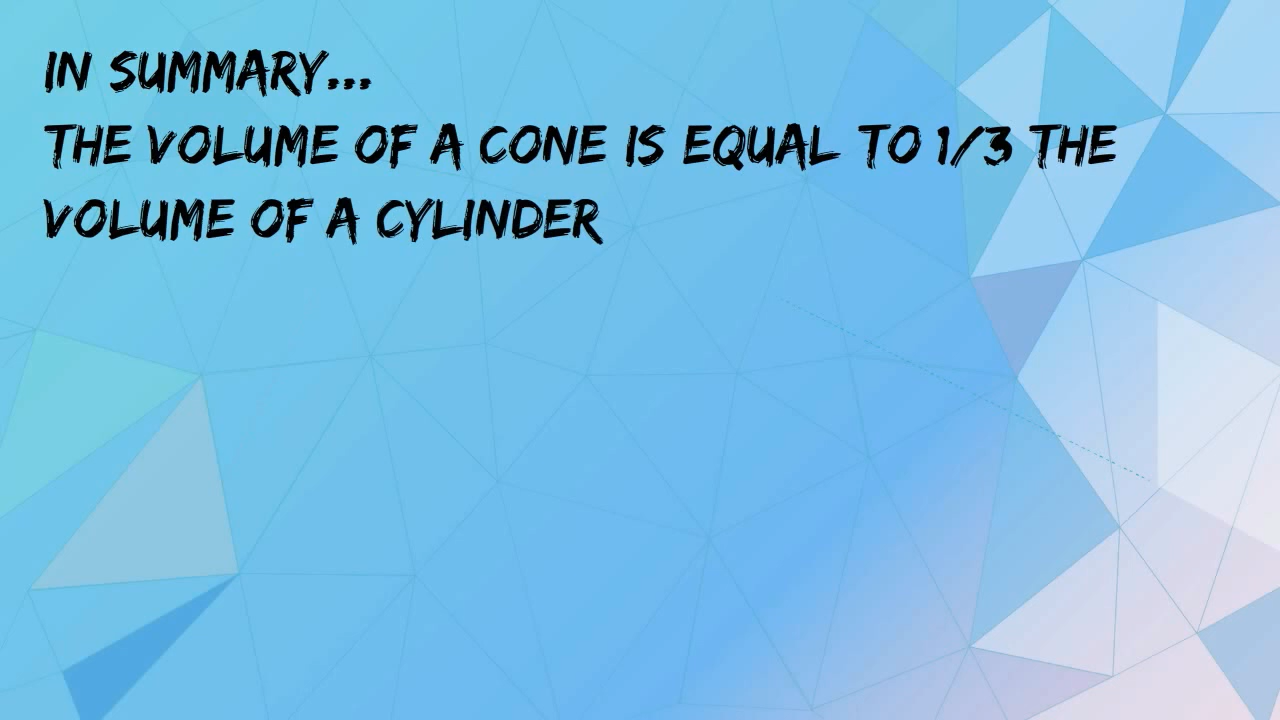 IN SUMMARY...
THE VOLUME OF A CONE IS EQUAL TO 1/3 THE
VOLUME OF A CYLINDER